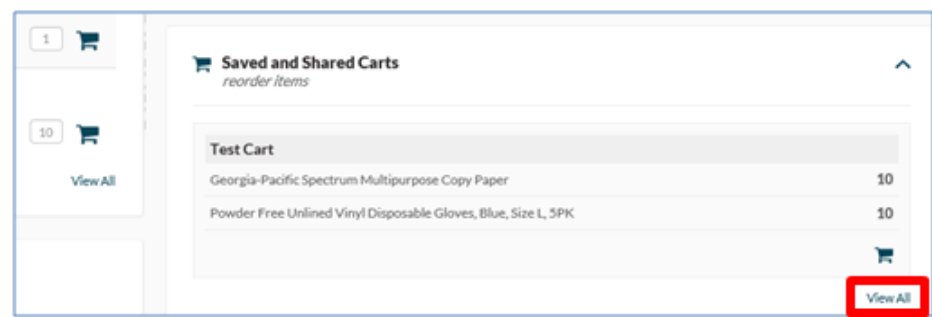 1
10
View All
Saved and Shared Carts
reorder items
Test Cart
Georgia-Pacific Spectrum Multipurpose Copy Paper 10
Powder Free Unlined Vinyl Disposable Gloves, Blue, Size L, 5PK 10
View All